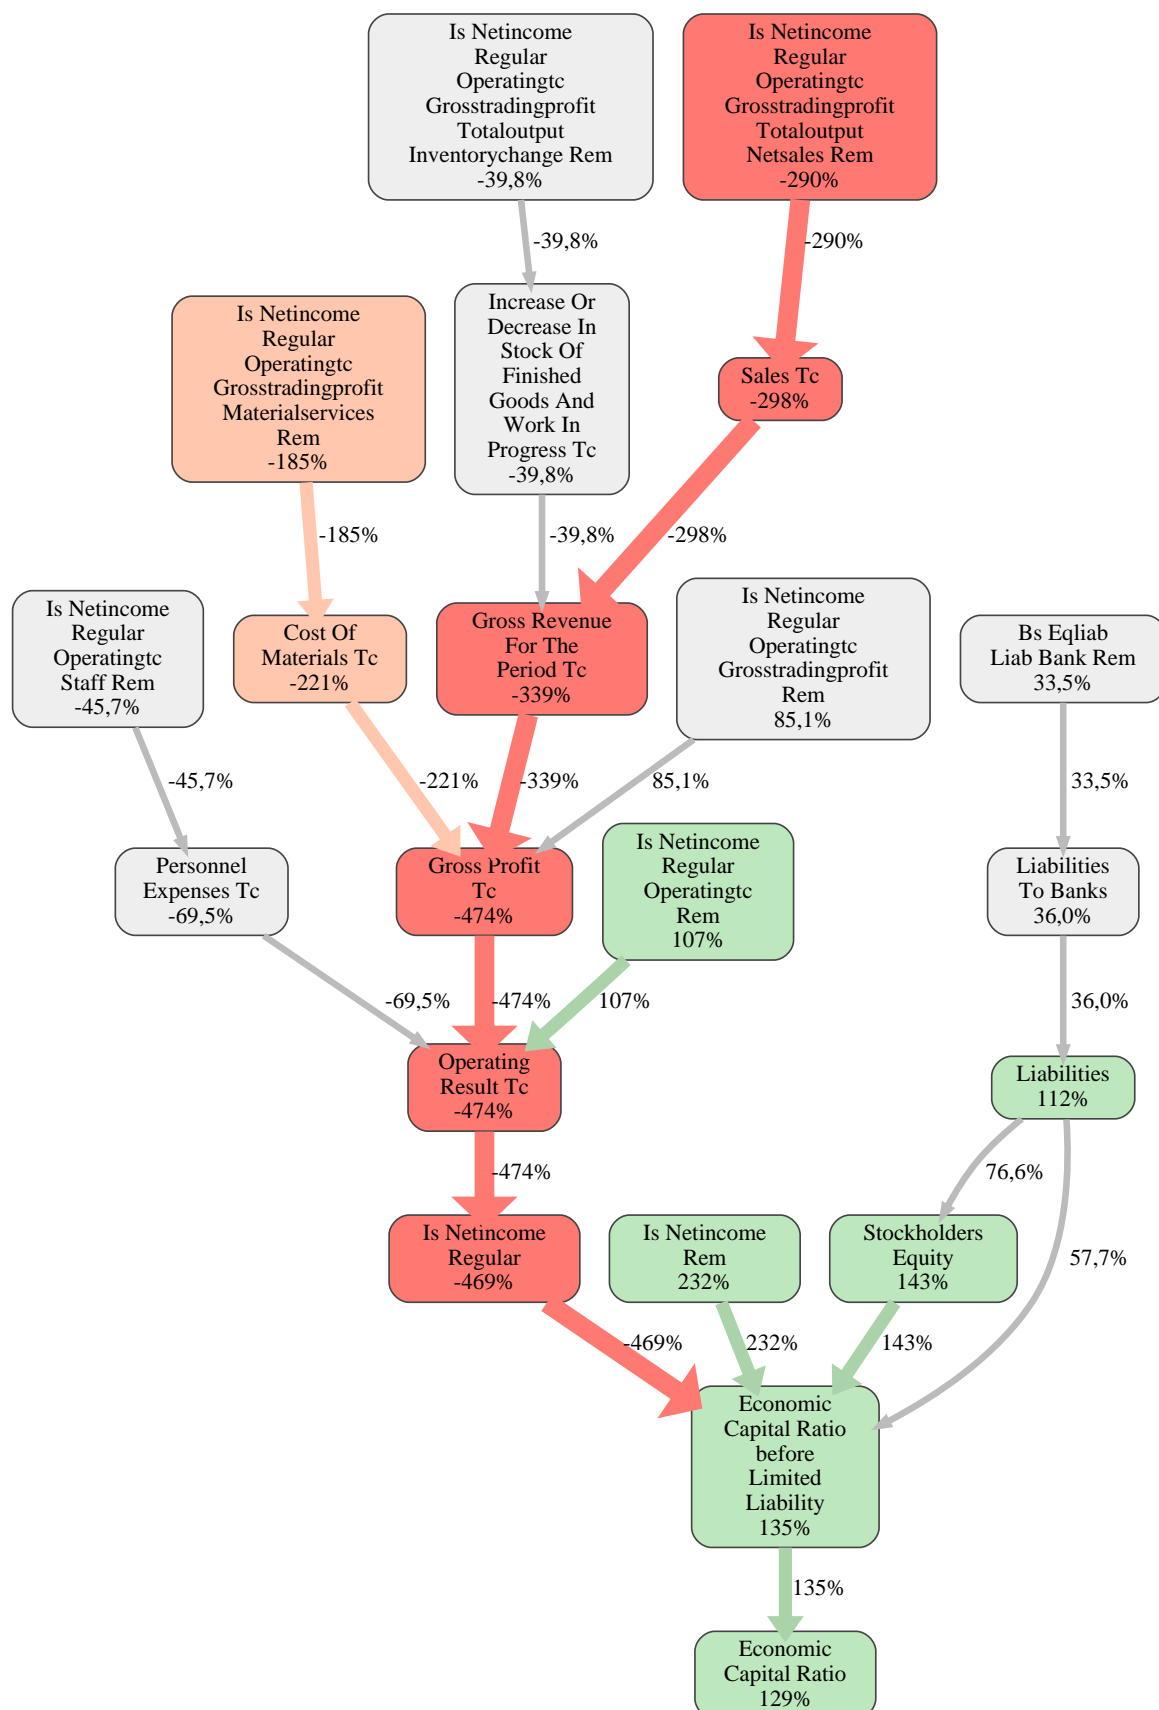 Is Netincome
Regular
Operatingtc
Grosstradingprofit
Totaloutput
Inventorychange Rem
-39,8%
Is Netincome
Regular
Operatingtc
Grosstradingprofit
Totaloutput
Netsales Rem
-290%
-39,8%
-290%
Is Netincome
Regular
Operatingtc
Grosstradingprofit
Materialservices
Rem
-185%
Increase Or
Decrease In
Stock Of
Finished
Goods And
Work In
Progress Tc
-39,8%
Sales Tc
-298%
-185%
-39,8%
-298%
Is Netincome
Regular
Operatingtc
Staff Rem
-45,7%
Cost Of
Materials Tc
-221%
Gross Revenue
For The
Period Tc
-339%
Is Netincome
Regular
Operatingtc
Grosstradingprofit
Rem
85,1%
Bs Eqliab
Liab Bank Rem
33,5%
-45,7%
-221%
-339%
85,1%
33,5%
Personnel
Expenses Tc
-69,5%
Gross Profit
Tc
-474%
Is Netincome
Regular
Operatingtc
Rem
107%
Liabilities
To Banks
36,0%
-69,5%
-474%
107%
36,0%
Operating
Result Tc
-474%
Liabilities
112%
-474%
76,6%
57,7%
Is Netincome
Regular
-469%
Is Netincome
Rem
232%
Stockholders
Equity
143%
-469%
232%
143%
Economic
Capital Ratio
before
Limited
Liability
135%
135%
Economic
Capital Ratio
129%